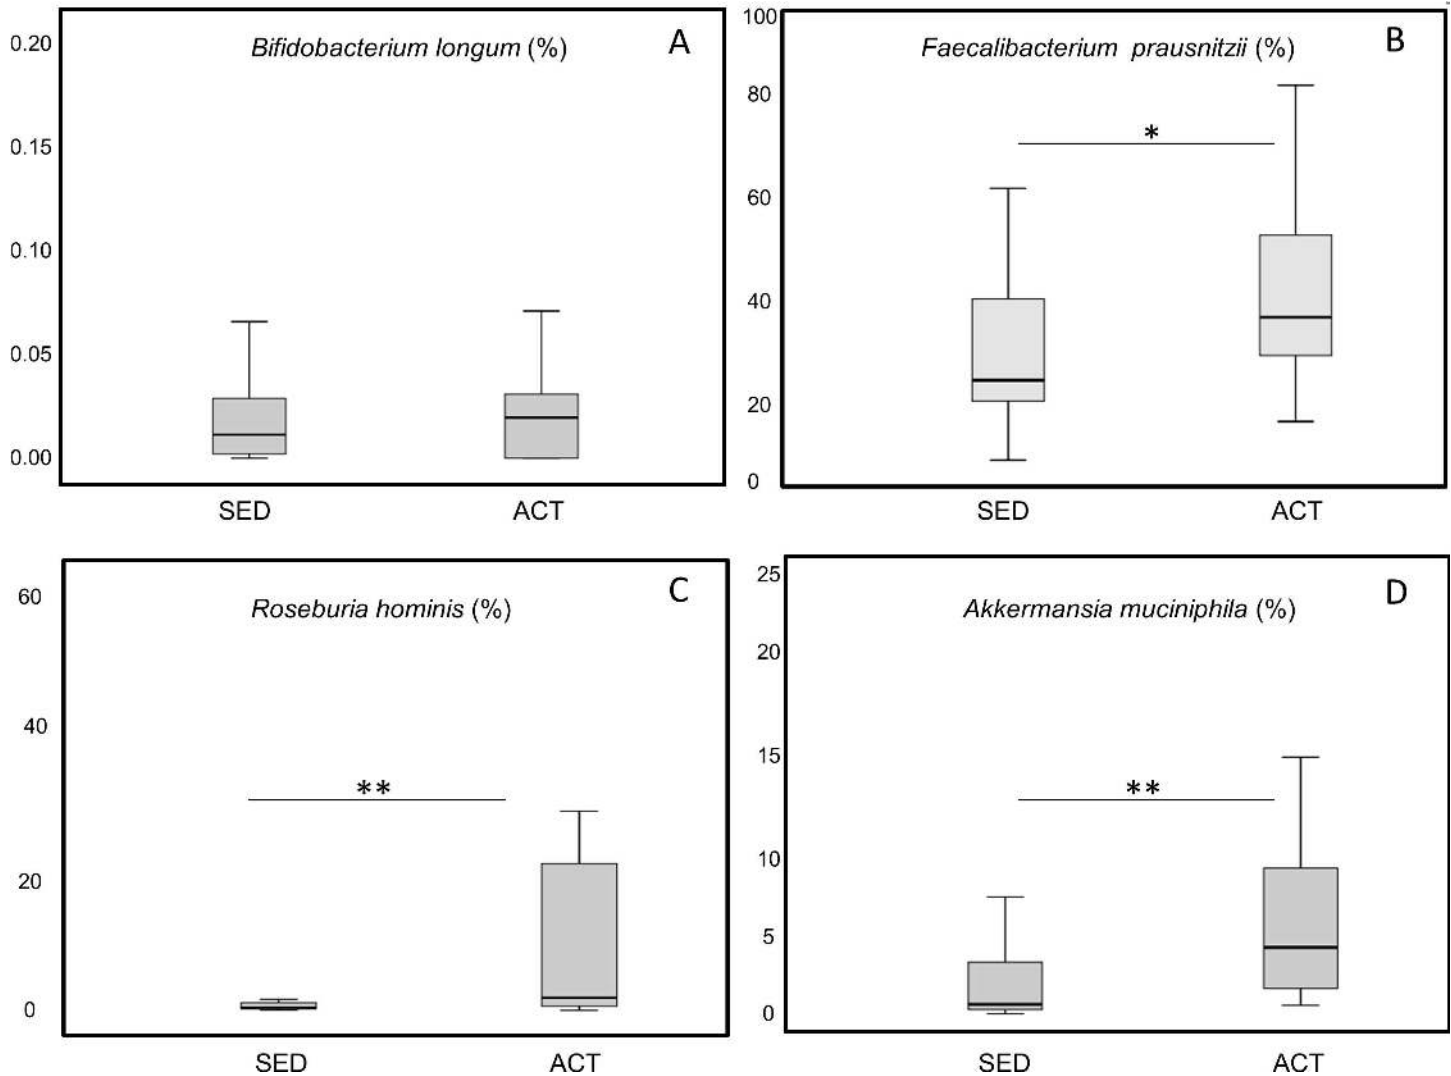 Bifidobacterium longum (%)
A
0.20
0.15
0.10
0.05
0.00
SED
ACT
Faecalibacterium prausnitzii (%)
B
100
80
60
40
20
0
*
SED
ACT
Roseburia hominis (%)
C
60
40
20
0
**
SED
ACT
Akkermansia muciniphila (%)
D
25
20
15
10
5
0
**
SED
ACT